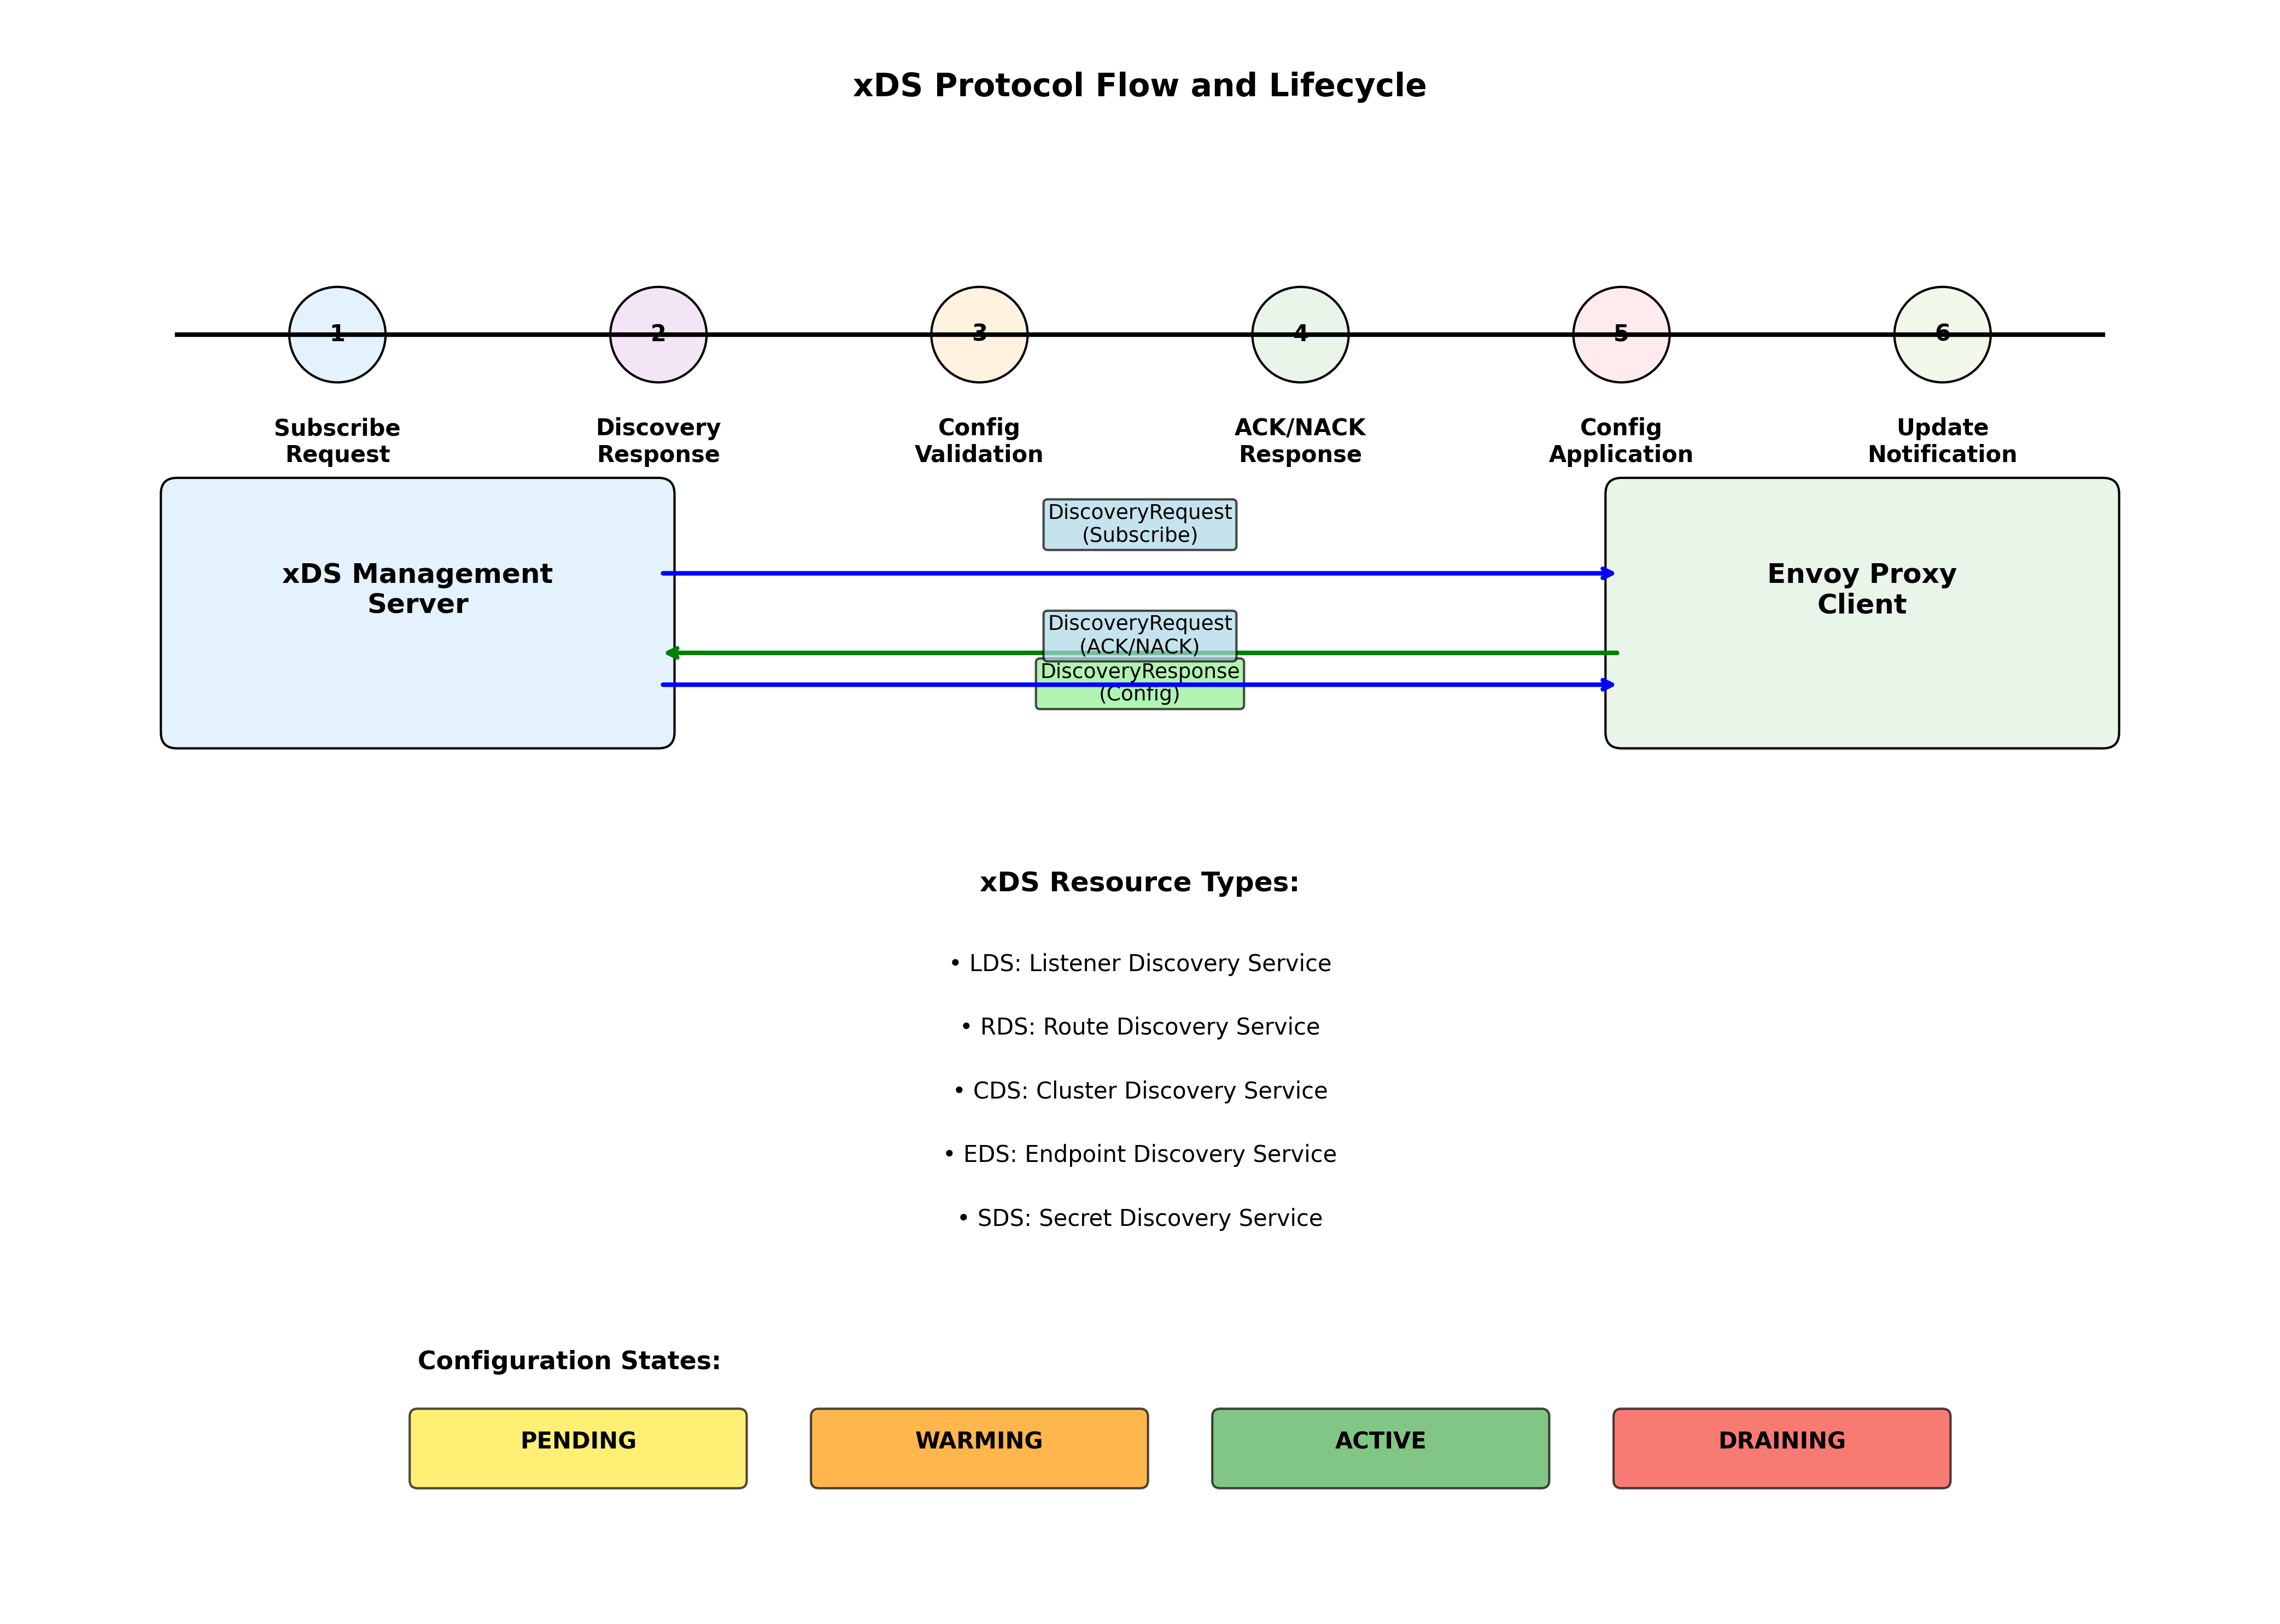 xDS Protocol Flow and Lifecycle
1
2
3
4
5
6
Subscribe
Request
Discovery
Response
Config
Validation
ACK/NACK
Response
Config
Application
Update
Notification
xDS Management
Server
DiscoveryRequest
(Subscribe)
DiscoveryRequest
(ACK/NACK)
DiscoveryResponse
(Config)
Envoy Proxy
Client
xDS Resource Types:
• LDS: Listener Discovery Service
• RDS: Route Discovery Service
• CDS: Cluster Discovery Service
• EDS: Endpoint Discovery Service
• SDS: Secret Discovery Service
Configuration States:
PENDING
WARMING
ACTIVE
DRAINING